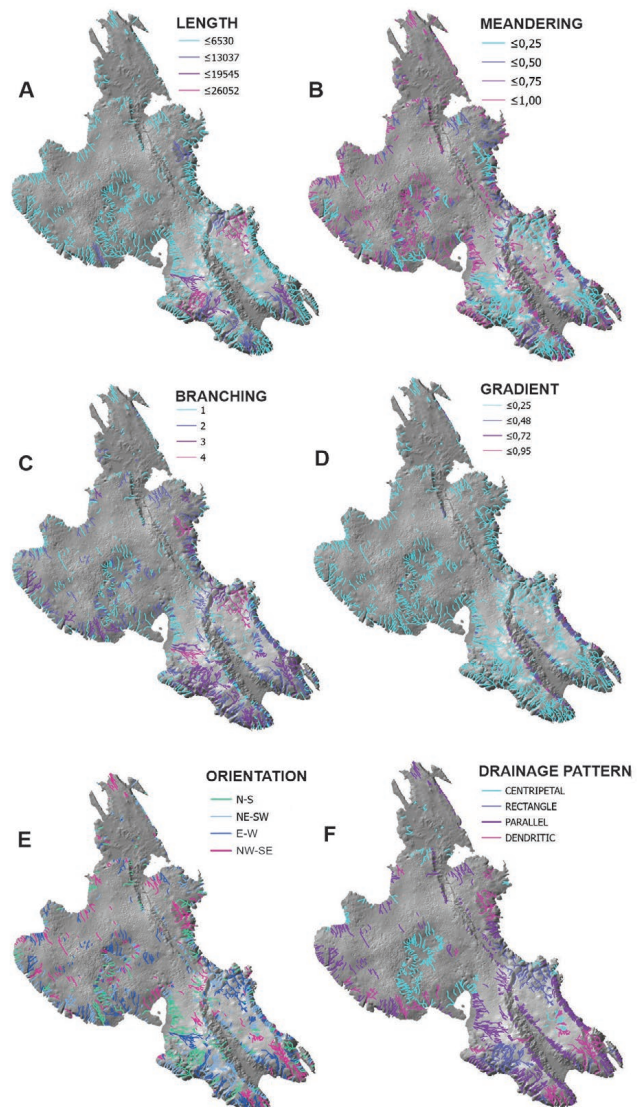 A
LENGTH
≤6530
≤13037
≤19545
≤26052
B
MEANDERING
≤0,25
≤0,50
≤0,75
≤1,00
C
BRANCHING
1
2
3
4
D
GRADIENT
≤0,25
≤0,48
≤0,72
≤0,95
E
ORIENTATION
N-S
NE-SW
E-W
NW-SE
F
DRAINAGE PATTERN
CENTRIPETAL
RECTANGLE
PARALLEL
DENDRITIC